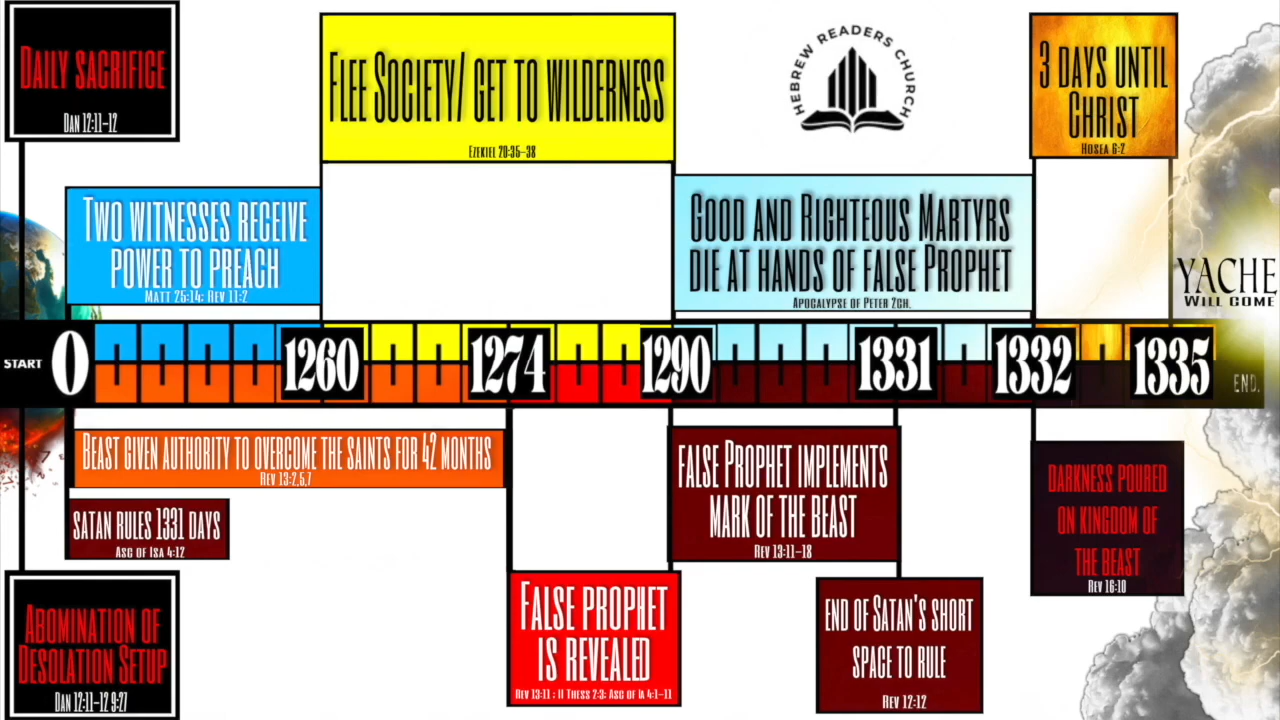 DAILY SACRIFICE
DAN 12:11-12
FLEE SOCIETY/ GET TO WILDERNESS
EZEKIEL 20:35-38
HEBREW READERS CHURCH
3 DAYS UNTIL
CHRIST
HOSEA 6:2
TWO WITNESSES RECEIVE
POWER TO PREACH
MATT 25:14; REV 11:2
GOOD AND RIGHTEOUS MARTYRS
DIE AT HANDS OF FALSE PROPHET
APOCALYPSE OF PETER 2CH.
YACHE
WILL COME
START 0 1260 1274 1290 1331 1332 1335 END.
BEAST GIVEN AUTHORITY TO OVERCOME THE SAINTS FOR 42 MONTHS
REV 13:2,5,7
SATAN RULES 1331 DAYS
ASC OF ISA 4:12
FALSE PROPHET IMPLEMENTS
MARK OF THE BEAST
REV 13:11-18
DARKNESS POURED
ON KINGDOM OF
THE BEAST
REV 16:10
ABOMINATION OF
DESOLATION SETUP
DAN 12:11-12 9:27
FALSE PROPHET
IS REVEALED
REV 13:11 ; II THESS 2:3; ASC OF IA 4:1-11
END OF SATAN'S SHORT
SPACE TO RULE
REV 12:12